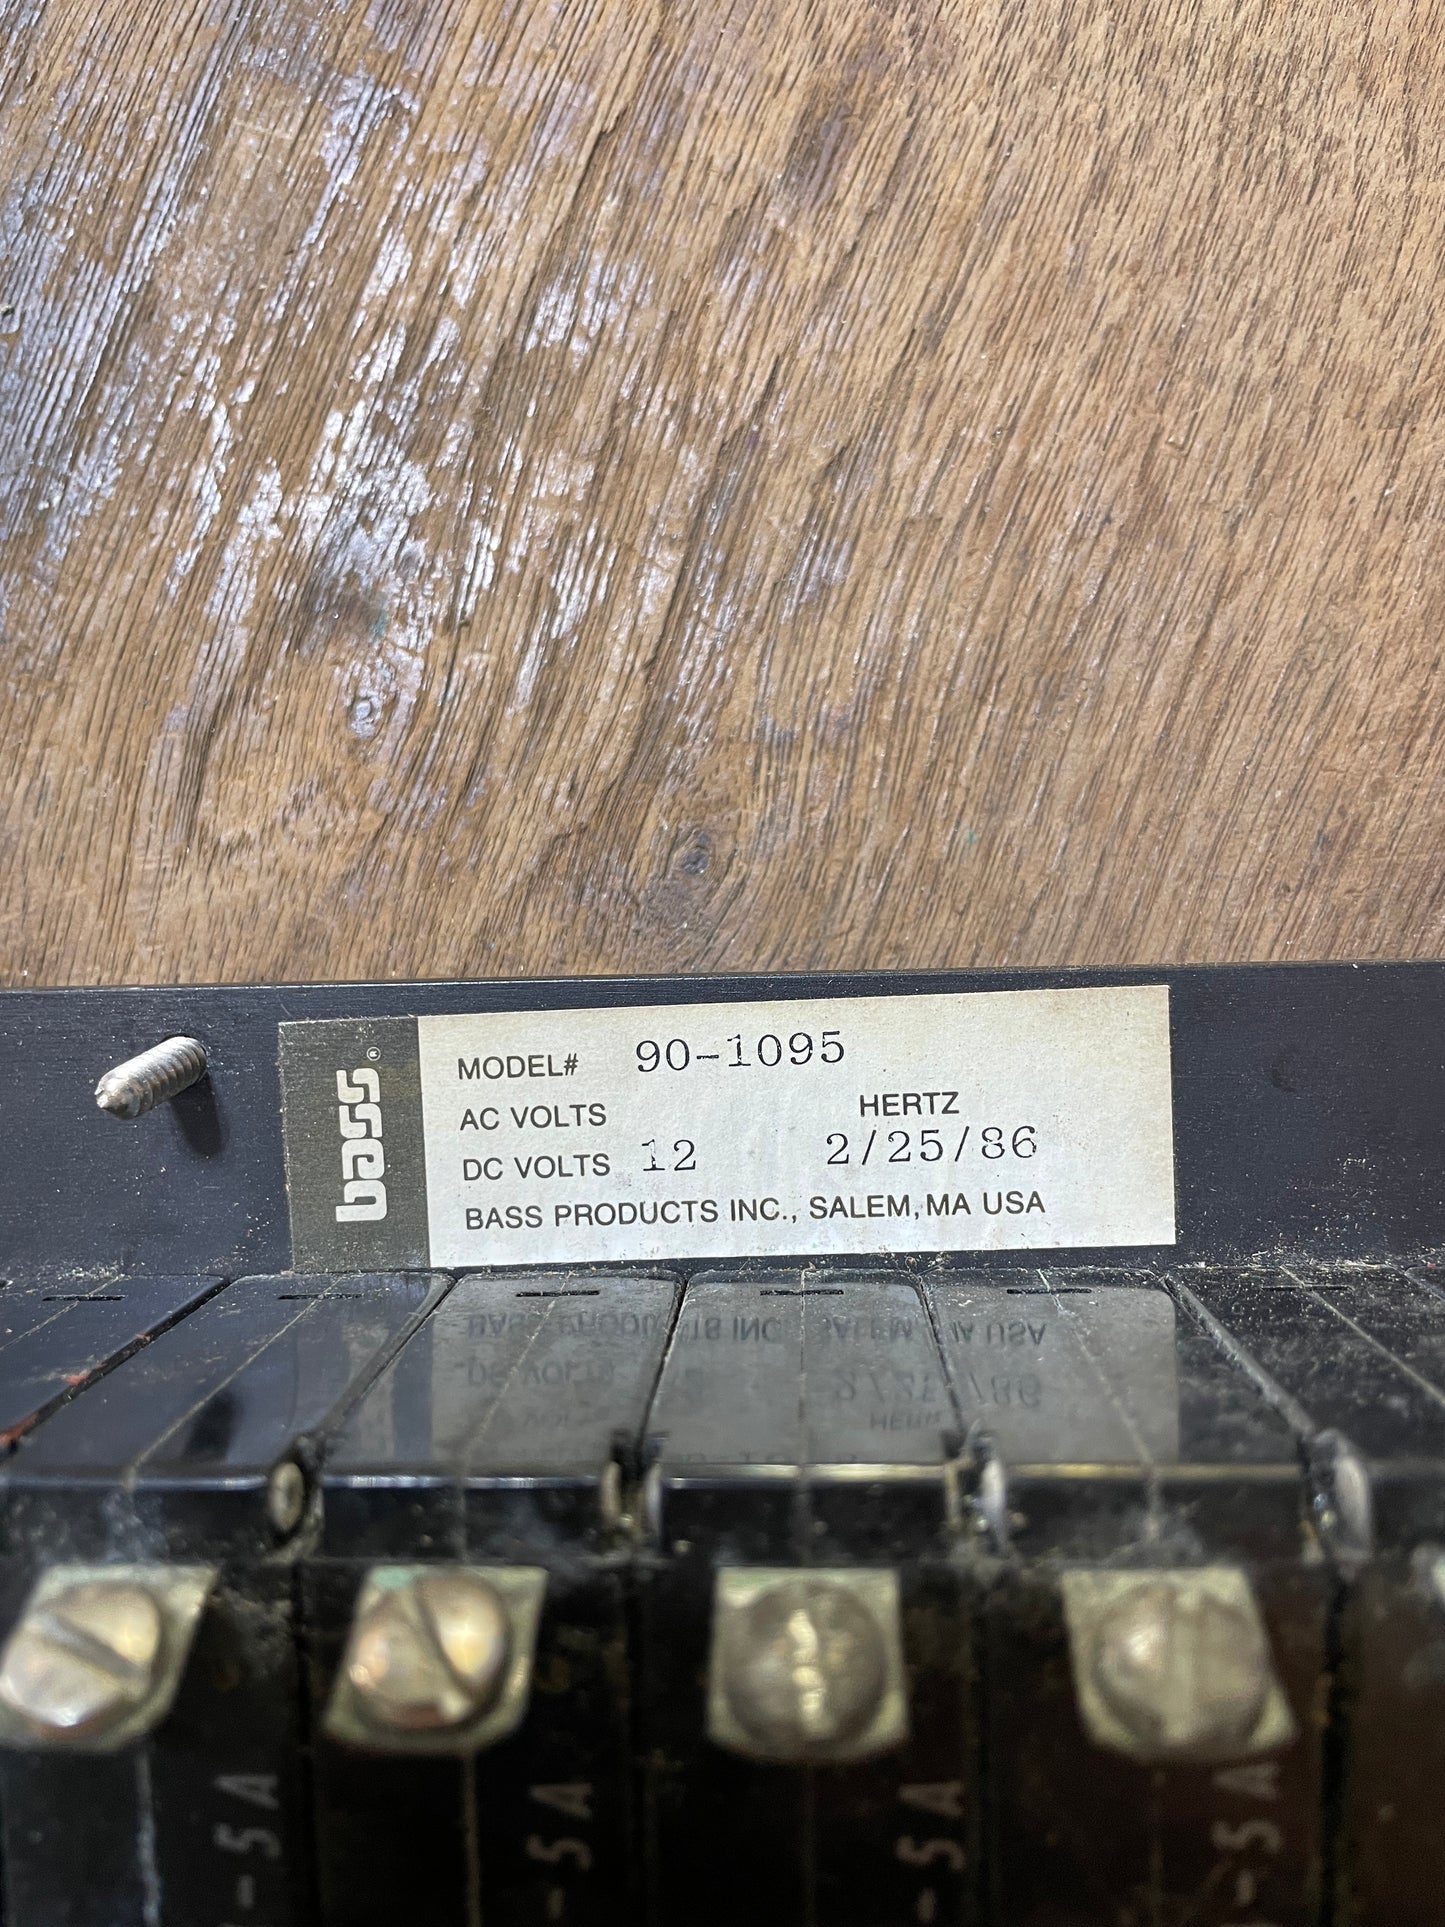 bass®
MODEL# 90-1095
AC VOLTS HERTZ
DC VOLTS 12 2/25/86
BASS PRODUCTS INC., SALEM, MA USA
-5A
-5A
-5A
-5A